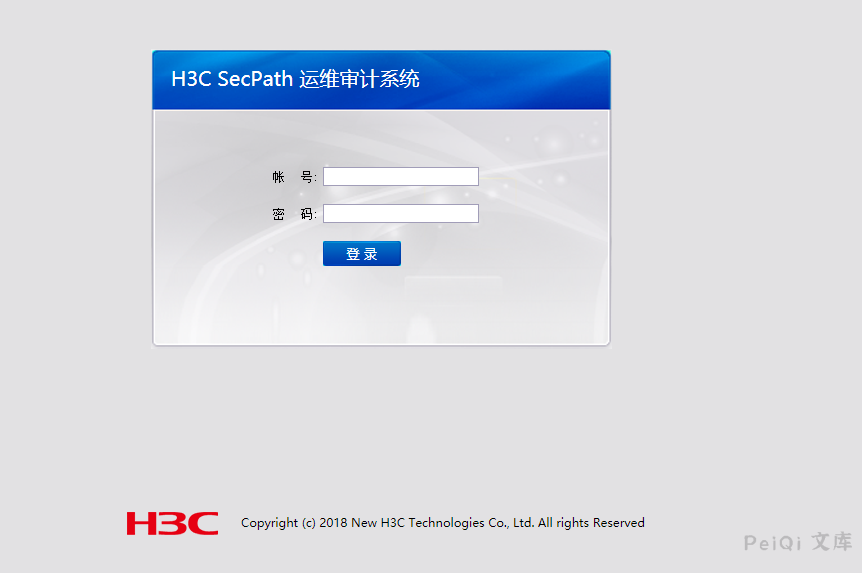 H3C SecPath 运维审计系统
帐 号:
密 码:
登 录
H3C Copyright (c) 2018 New H3C Technologies Co., Ltd. All rights Reserved
PeiQi 文库